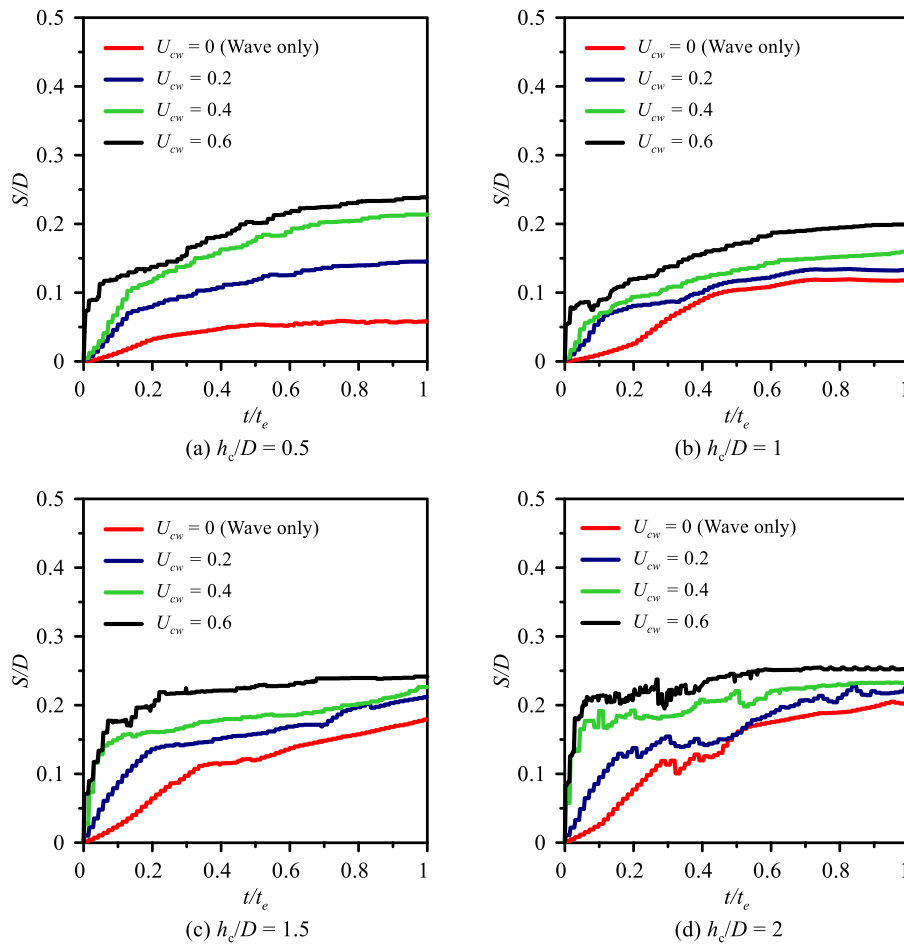 0.5
0.4
0.3
0.2
0.1
0
S/D
U_cw = 0 (Wave only)
U_cw = 0.2
U_cw = 0.4
U_cw = 0.6
0 0.2 0.4 0.6 0.8 1
t/t_e
(a) h_c/D = 0.5
0.5
0.4
0.3
0.2
0.1
0
S/D
U_cw = 0 (Wave only)
U_cw = 0.2
U_cw = 0.4
U_cw = 0.6
0 0.2 0.4 0.6 0.8 1
t/t_e
(b) h_c/D = 1
0.5
0.4
0.3
0.2
0.1
0
S/D
U_cw = 0 (Wave only)
U_cw = 0.2
U_cw = 0.4
U_cw = 0.6
0 0.2 0.4 0.6 0.8 1
t/t_e
(c) h_c/D = 1.5
0.5
0.4
0.3
0.2
0.1
0
S/D
U_cw = 0 (Wave only)
U_cw = 0.2
U_cw = 0.4
U_cw = 0.6
0 0.2 0.4 0.6 0.8 1
t/t_e
(d) h_c/D = 2